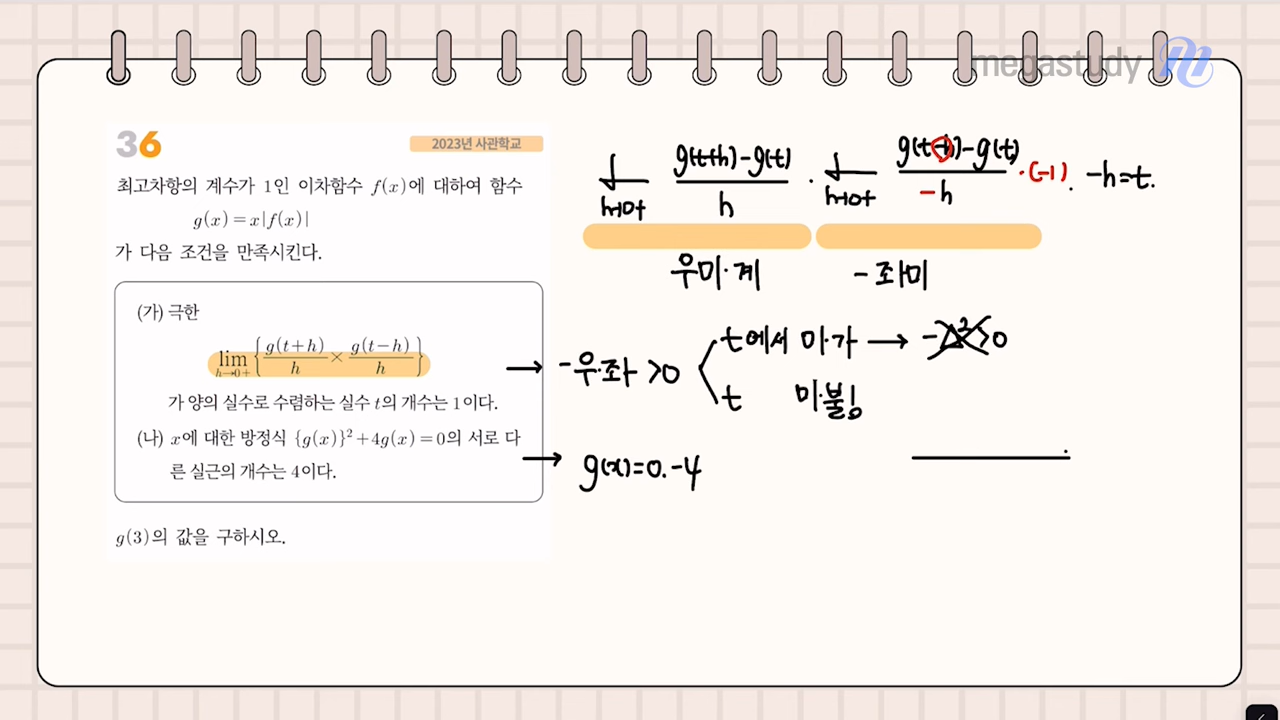 megastudy
36
2023년 사관학교
최고차항의 계수가 1인 이차함수 f(x)에 대하여 함수
g(x)=x|f(x)|
가 다음 조건을 만족시킨다.
(가) 극한
lim h→0+ { g(t+h)/h × g(t−h)/h }
가 양의 실수로 수렴하는 실수 t의 개수는 1이다.
(나) x에 대한 방정식 {g(x)}²+4g(x)=0의 서로 다
른 실근의 개수는 4이다.
g(3)의 값을 구하시오.
h→0+ g(t+h)−g(t)/h · h→0+ g(t+h)−g(t)/−h ·(−1). −h=t.
우미·계
−좌미
−우·좌 >0
t에서 미·가 → −△²>0
t 미·불
g(x)=0.−4